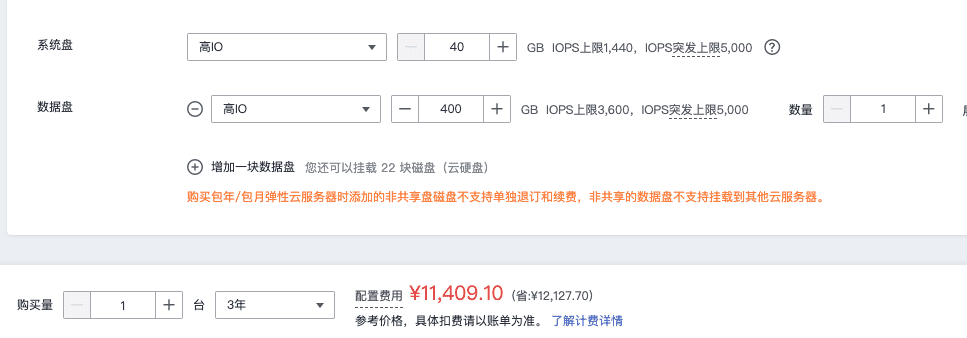 系统盘 高IO 40 GB IOPS上限1,440，IOPS突发上限5,000
数据盘 高IO 400 GB IOPS上限3,600，IOPS突发上限5,000 数量 1
增加一块数据盘 您还可以挂载 22 块磁盘（云硬盘）
购买包年/包月弹性云服务器时添加的非共享盘磁盘不支持单独退订和续费，非共享的数据盘不支持挂载到其他云服务器。
购买量 1 台 3年 配置费用 ¥11,409.10 (省:¥12,127.70)
参考价格，具体扣费请以账单为准。 了解计费详情